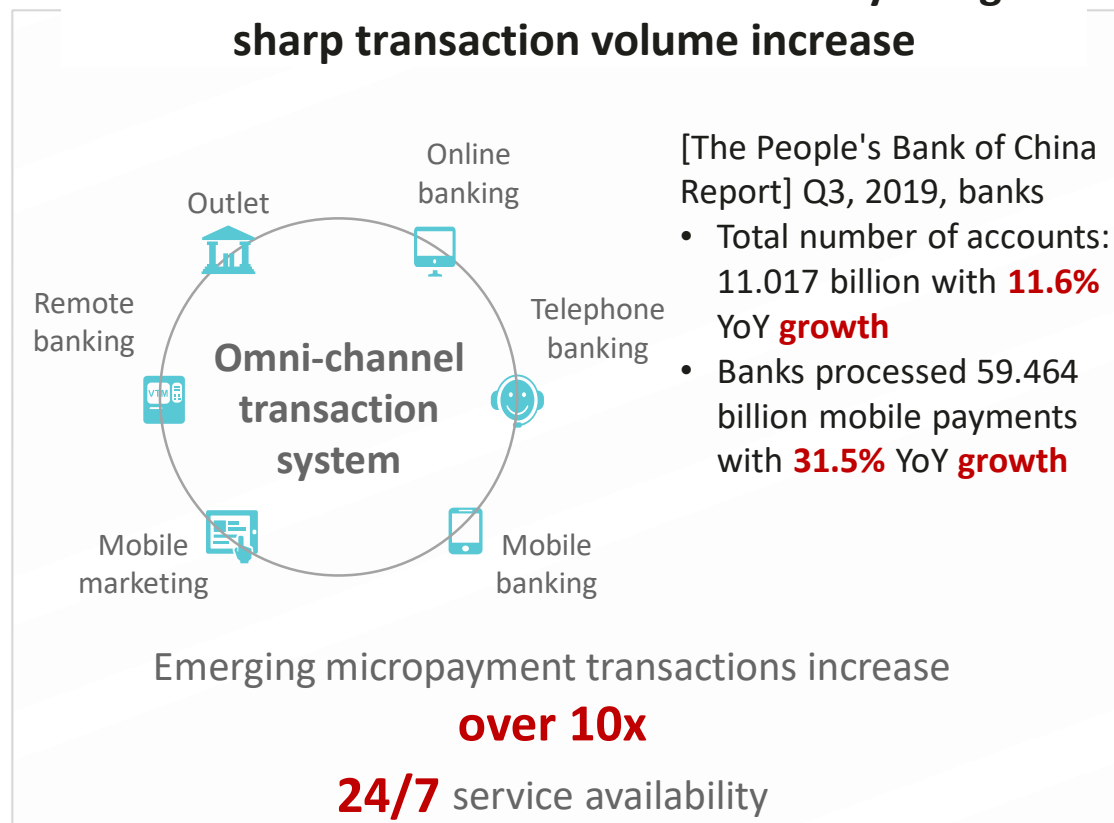 sharp transaction volume increase
Online
banking
Outlet
Remote
banking
Telephone
banking
VTM
Omni-channel
transaction
system
Mobile
marketing
Mobile
banking
[The People's Bank of China
Report] Q3, 2019, banks
• Total number of accounts:
11.017 billion with 11.6%
YoY growth
• Banks processed 59.464
billion mobile payments
with 31.5% YoY growth
Emerging micropayment transactions increase
over 10x
24/7 service availability